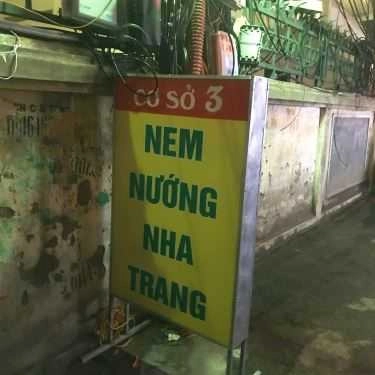 CƠ SỞ 3
NEM
NƯỚNG
NHA
TRANG